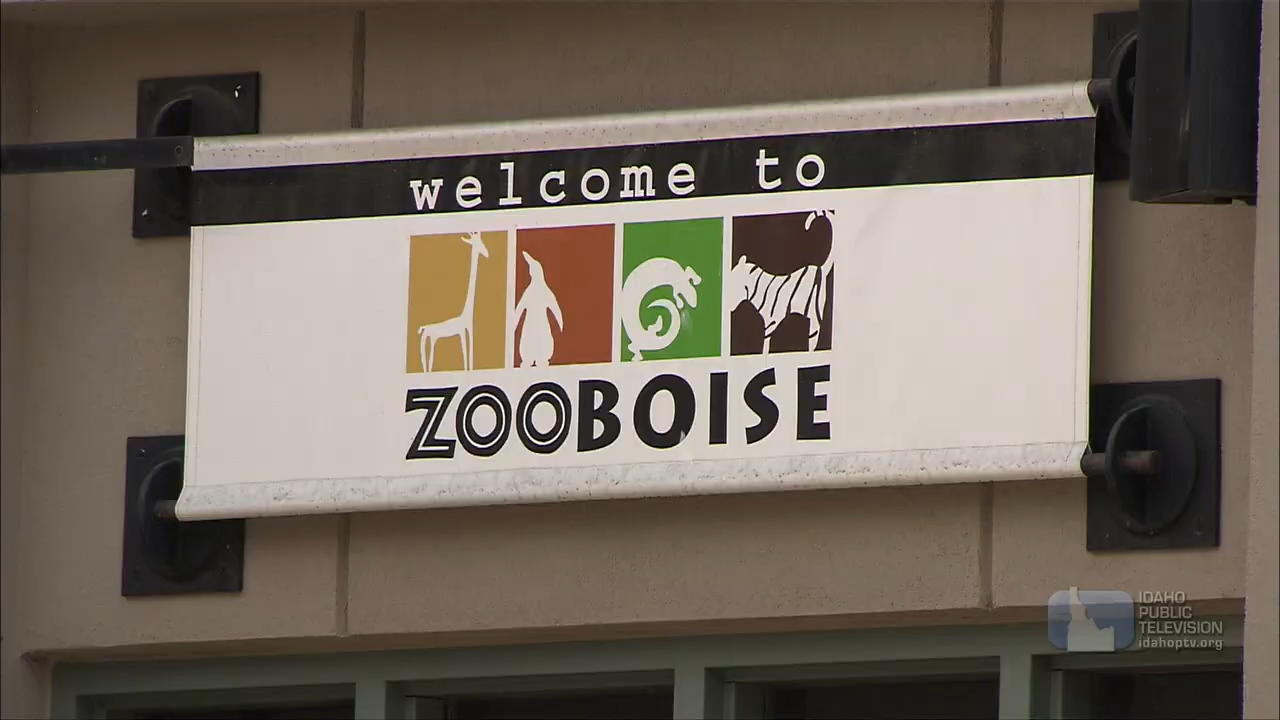 welcome to
ZOOBOISE
IDAHO
PUBLIC
TELEVISION
idahoptv.org